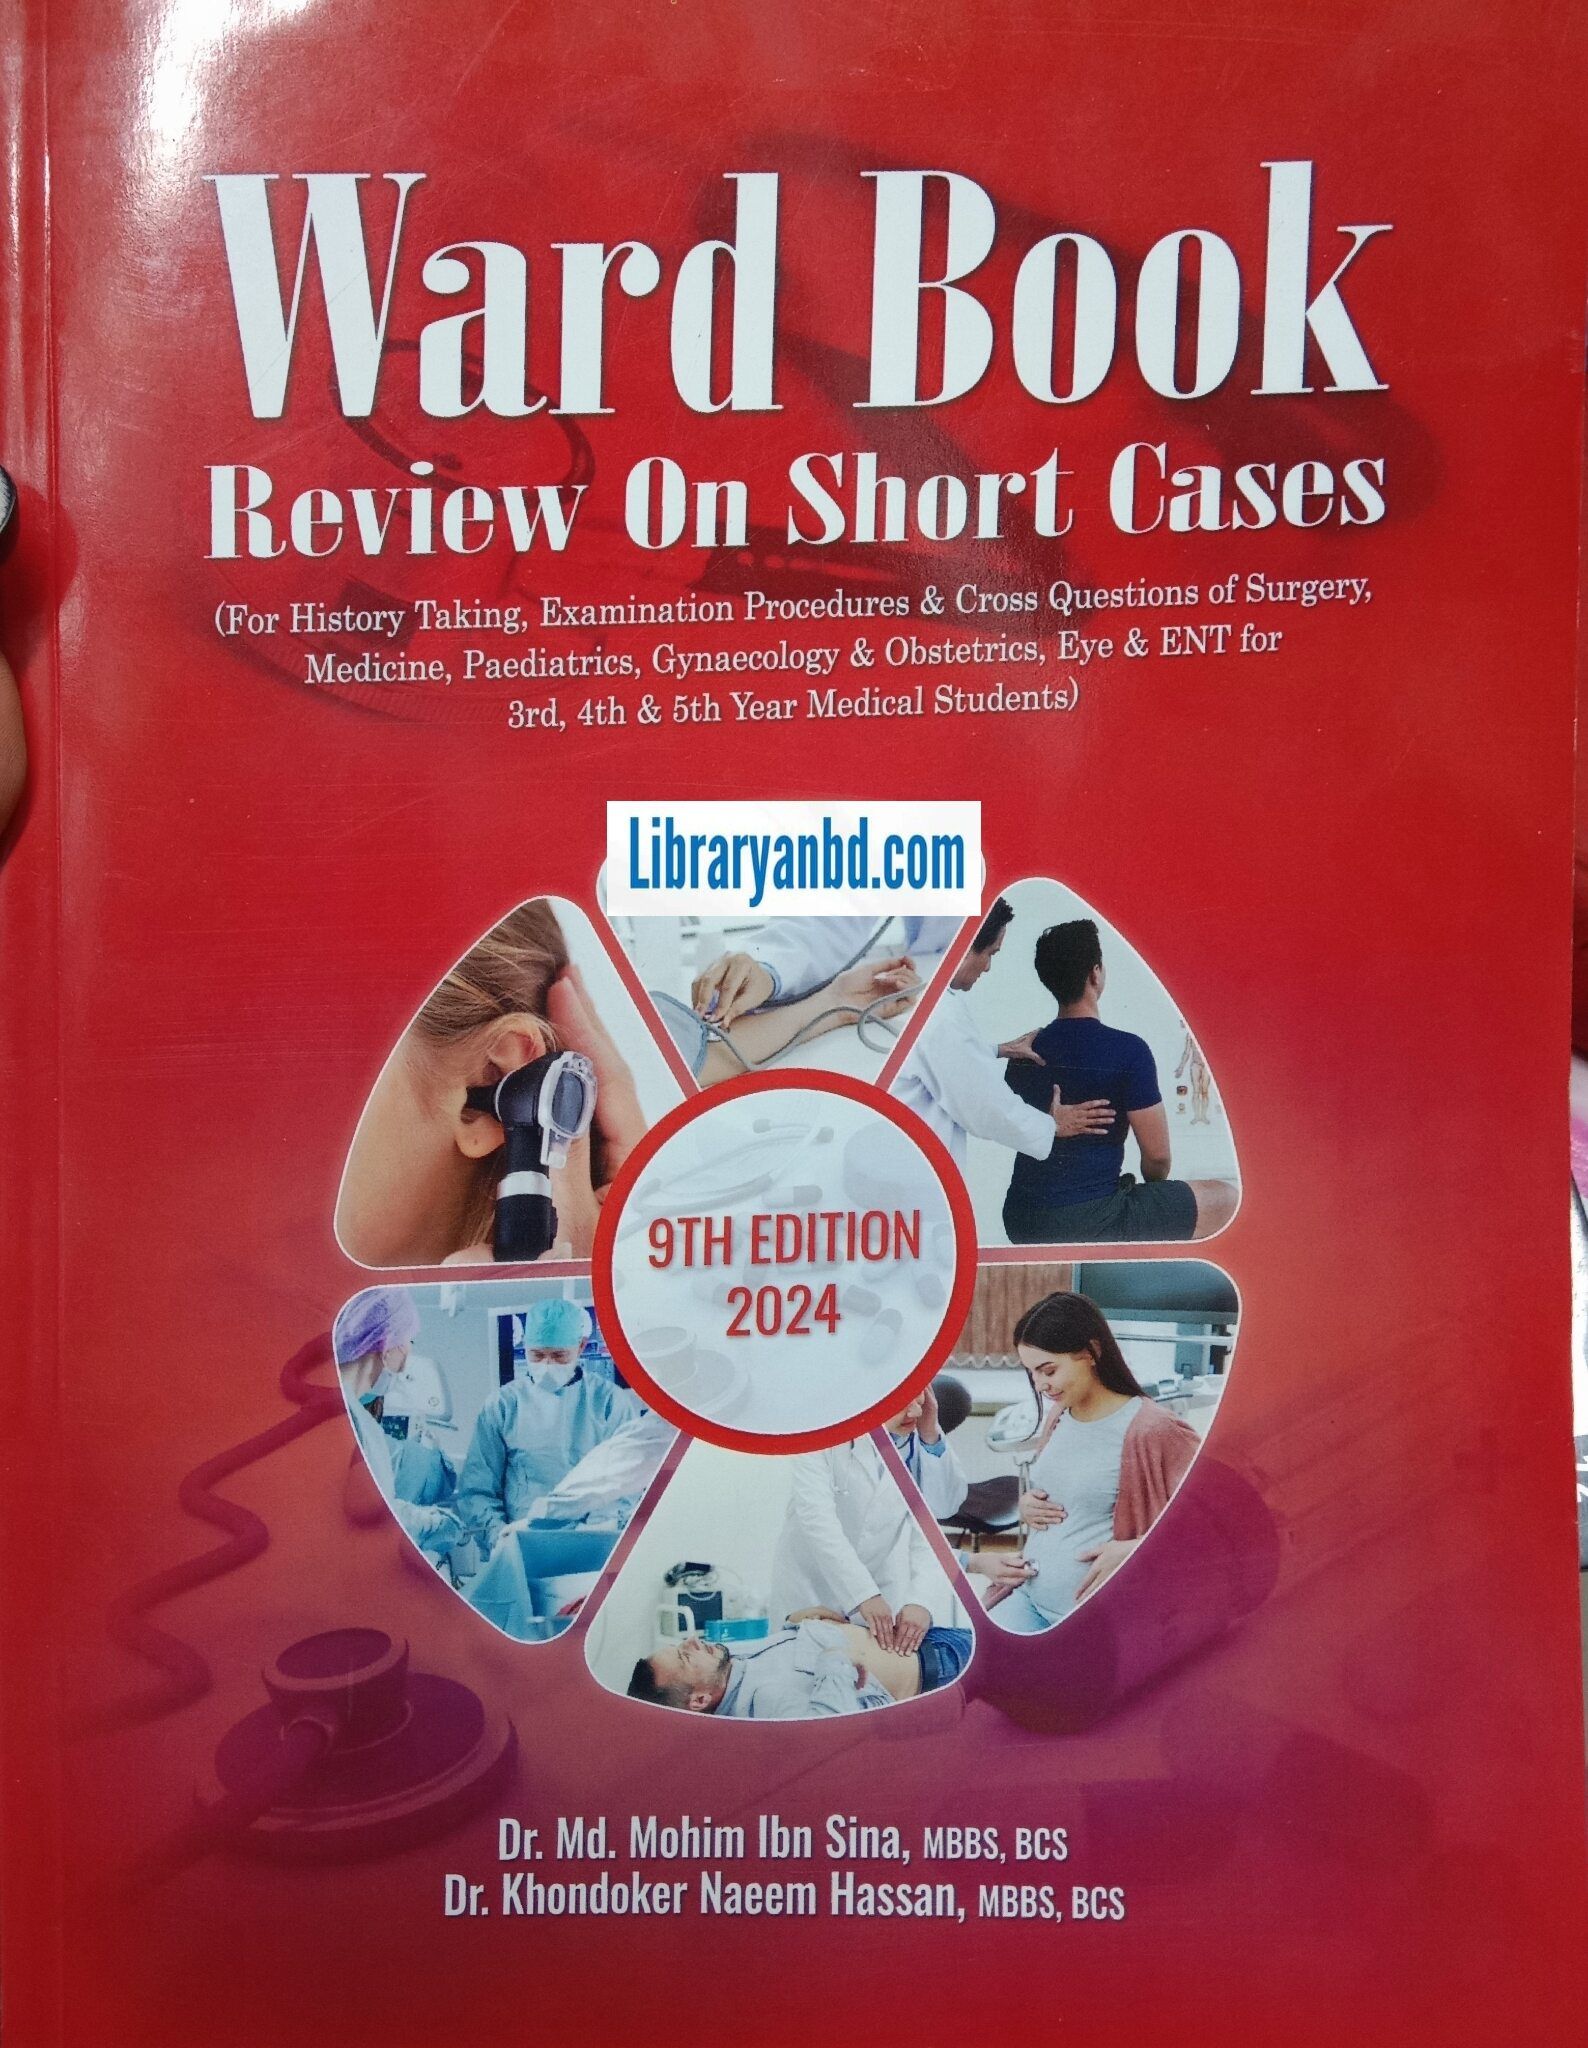 Ward Book
Review On Short Cases
(For History Taking, Examination Procedures & Cross Questions of Surgery,
Medicine, Paediatrics, Gynaecology & Obstetrics, Eye & ENT for
3rd, 4th & 5th Year Medical Students)
Libraryanbd.com
9TH EDITION
2024
Dr. Md. Mohim Ibn Sina, MBBS, BCS
Dr. Khondoker Naeem Hassan, MBBS, BCS